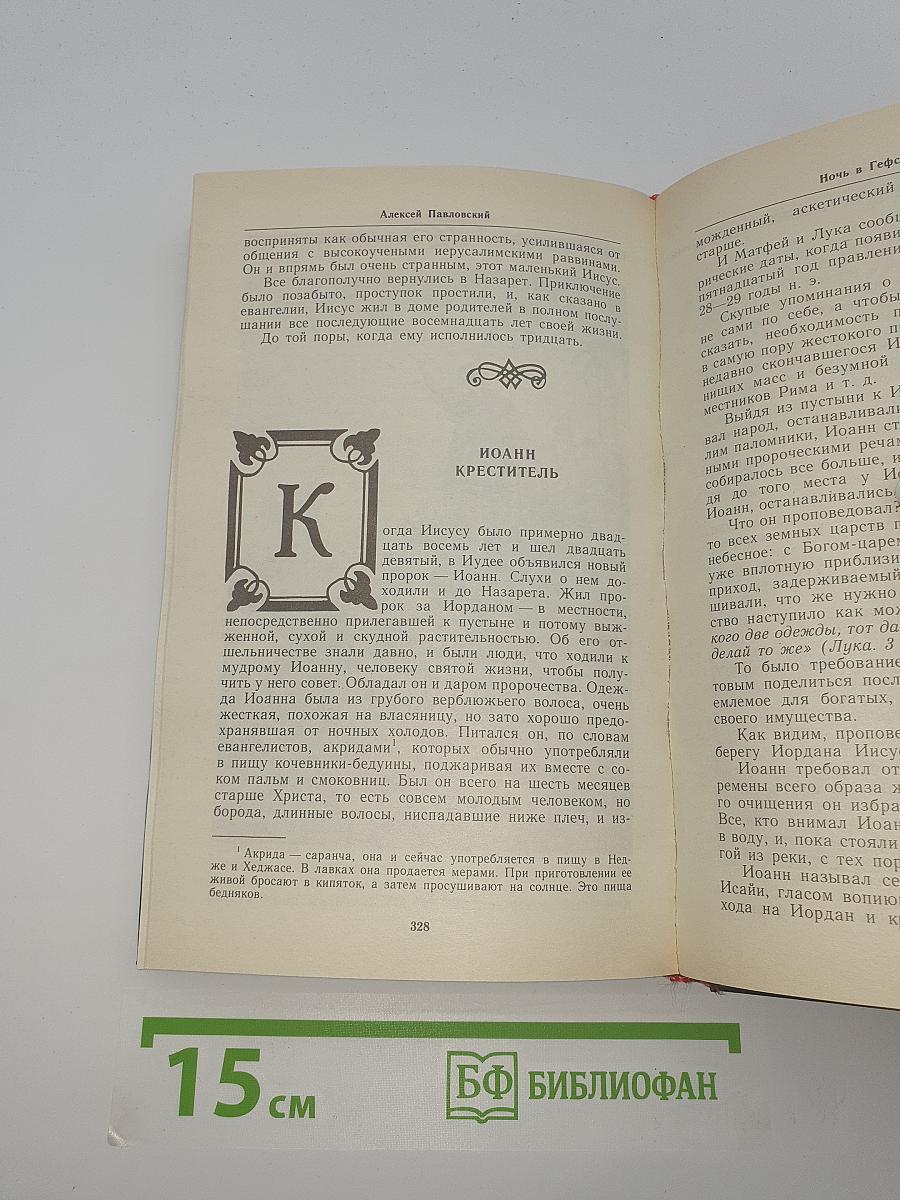 Алексей Павловский
восприняты как обычная его странность, усилившаяся от
общения с высокоучеными иерусалимскими раввинами.
Он и впрямь был очень странным, этот маленький Иисус.
Все благополучно вернулись в Назарет. Приключение
было позабыто, проступок простили, и, как сказано в
евангелии, Иисус жил в доме родителей в полном послу-
шании все последующие восемнадцать лет своей жизни.
До той поры, когда ему исполнилось тридцать.
ИОАНН
КРЕСТИТЕЛЬ
К
огда Иисусу было примерно двад-
цать восемь лет и шел двадцать
девятый, в Иудее объявился новый
пророк — Иоанн. Слухи о нем до-
ходили и до Назарета. Жил про-
рок за Иорданом — в местности,
непосредственно прилегавшей к пустыне и потому выж-
женной, сухой и скудной растительностью. Об его от-
шельничестве знали давно, и были люди, что ходили к
мудрому Иоанну, человеку святой жизни, чтобы полу-
чить у него совет. Обладал он и даром пророчества. Одеж-
да Иоанна была из грубого верблюжьего волоса, очень
жесткая, похожая на власяницу, но зато хорошо предо-
хранявшая от ночных холодов. Питался он, по словам
евангелистов, акридами¹, которых обычно употребляли
в пищу кочевники-бедуины, поджаривая их вместе с со-
ком пальм и смоковниц. Был он всего на шесть месяцев
старше Христа, то есть совсем молодым человеком, но
борода, длинные волосы, ниспадавшие ниже плеч, и из-
¹ Акрида — саранча, она и сейчас употребляется в пищу в Нед-
же и Хеджасе. В лавках она продается мерами. При приготовлении ее
живой бросают в кипяток, а затем просушивают на солнце. Это пища
бедняков.
328
Ночь в Гефс
можденный, аскетический
старше.
И Матфей и Лука сообщ
рические даты, когда появи
пятнадцатый год правлени
28—29 годы н. э.
Скупые упоминания о
не сами по себе, а чтобы
сказать, необходимость п
в самую пору жестокого п
недавно скончавшегося И
нищих масс и безумной
местников Рима и т. д.
Выйдя из пустыни к И
вал народ, останавливали
лим паломники, Иоанн ст
ными пророческими речам
собиралось все больше, и
дя до того места у Ио
Иоанн, останавливались,
Что он проповедовал?
то всех земных царств п
небесное: с Богом-царем
уже вплотную приблизи
приход, задерживаемый
шивали, что же нужно
ство наступило как мож
кого две одежды, тот да
делай то же» (Лука. 3
То было требование
товым поделиться посл
емлемое для богатых,
своего имущества.
Как видим, пропове
берегу Иордана Иисус
Иоанн требовал от
ремены всего образа ж
го очищения он избра
Все, кто внимал Иоан
в воду, и, пока стояли
гой из реки, с тех пор
Иоанн называл се
Исайи, гласом вопию
хода на Иордан и к
15 см
БФ БИБЛИОФАН